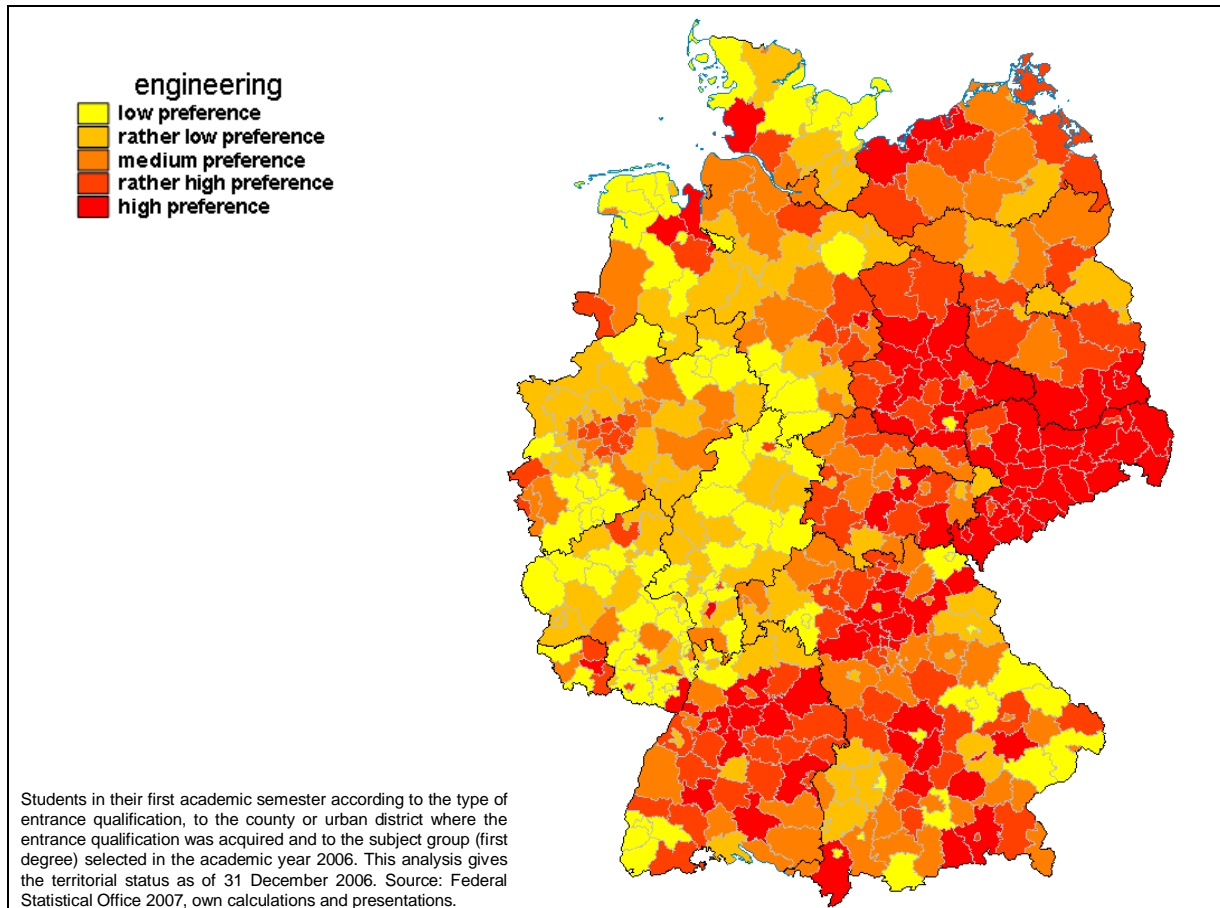 engineering
low preference
rather low preference
medium preference
rather high preference
high preference
Students in their first academic semester according to the type of
entrance qualification, to the county or urban district where the
entrance qualification was acquired and to the subject group (first
degree) selected in the academic year 2006. This analysis gives
the territorial status as of 31 December 2006. Source: Federal
Statistical Office 2007, own calculations and presentations.